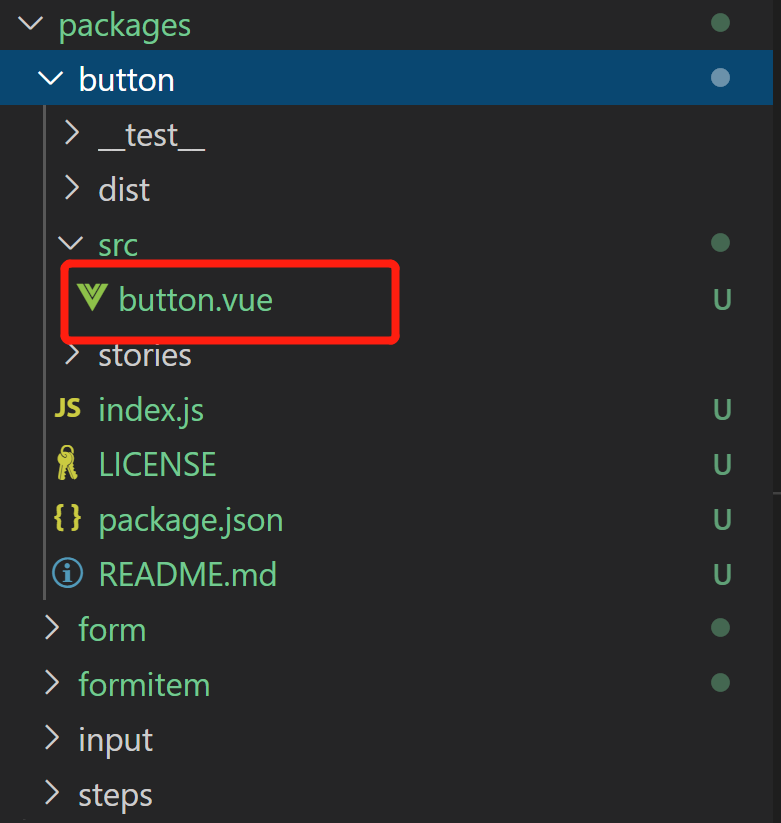 packages
button
__test__
dist
src
button.vue U
stories
JS index.js U
LICENSE U
{} package.json U
README.md U
form
formitem
input
steps